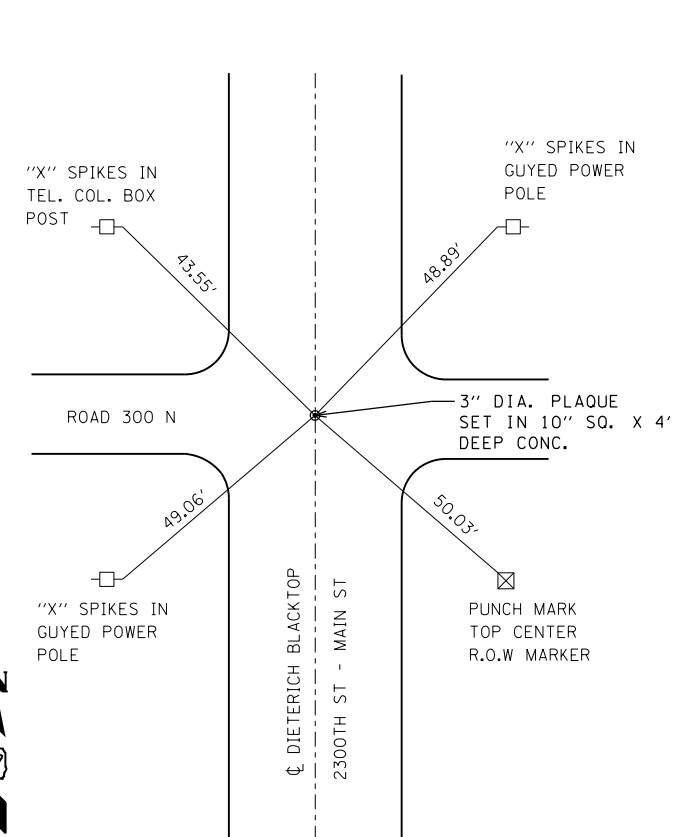 "X" SPIKES IN
GUYED POWER
POLE
"X" SPIKES IN
TEL. COL. BOX
POST
43.55'
48.89'
3" DIA. PLAQUE
SET IN 10" SQ. X 4'
DEEP CONC.
ROAD 300 N
49.06'
50.03'
"X" SPIKES IN
GUYED POWER
POLE
PUNCH MARK
TOP CENTER
R.O.W MARKER
℄ DIETERICH BLACKTOP
2300TH ST - MAIN ST